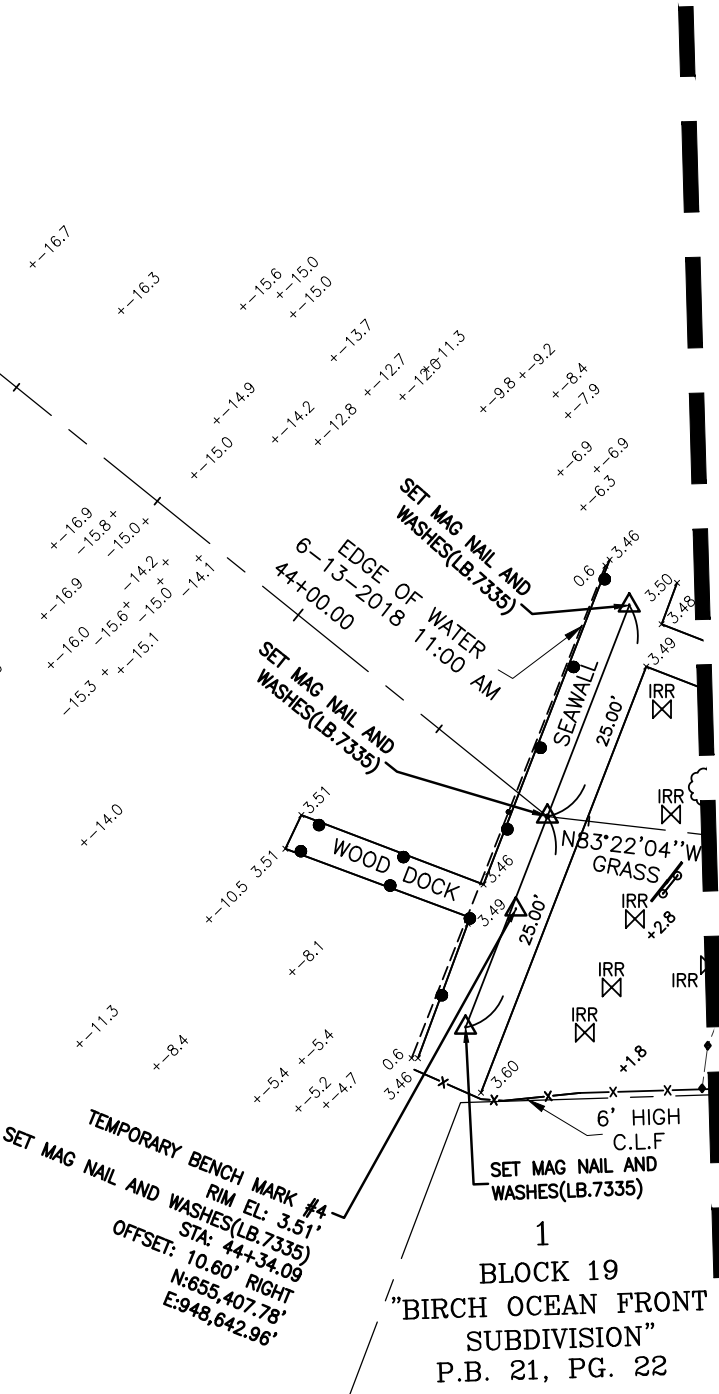 +-16.7
+-16.3
+-15.6
+-15.0
+-15.0
+-13.7
+-11.3
+-12.7
+-12.0
+-12.8
+-14.9
+-14.2
+-15.0
+-9.8
+-9.2
+-8.4
+-7.9
+-6.9
+-6.9
+-6.3
+-16.9
-15.8+
-15.0+
-14.2
-14.1
+-16.9
-15.6+
-15.0
+-16.0
+-15.1
-15.3 +
SET MAG NAIL AND
WASHES(LB.7335)
EDGE OF WATER
6-13-2018 11:00 AM
44+00.00
0.6
3.46
3.50
3.48
3.49
SEAWALL
25.00'
IRR
SET MAG NAIL AND
WASHES(LB.7335)
IRR
N83°22'04"W
GRASS
+-14.0
3.51
3.51
WOOD DOCK
3.46
3.49
25.00'
IRR
+2.8
+-10.5
+-8.1
IRR
IRR
IRR
+-11.3
+-8.4
+-5.4
+-5.4
+-5.2
+-4.7
0.6
3.46
3.60
+1.8
6' HIGH
C.L.F
SET MAG NAIL AND
WASHES(LB.7335)
TEMPORARY BENCH MARK #4
RIM EL: 3.51'
SET MAG NAIL AND WASHES(LB.7335)
STA: 44+34.09
OFFSET: 10.60' RIGHT
N:655,407.78'
E:948,642.96'
1
BLOCK 19
"BIRCH OCEAN FRONT
SUBDIVISION"
P.B. 21, PG. 22